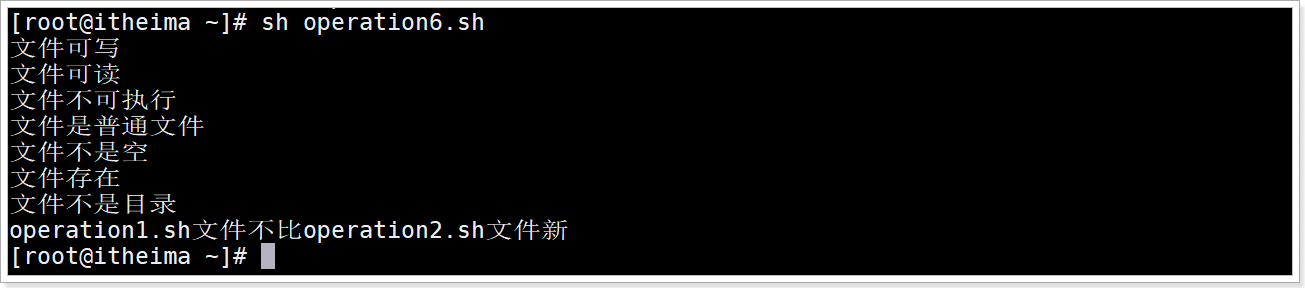 [root@itheima ~]# sh operation6.sh
文件可写
文件可读
文件不可执行
文件是普通文件
文件不是空
文件存在
文件不是目录
operation1.sh文件不比operation2.sh文件新
[root@itheima ~]#